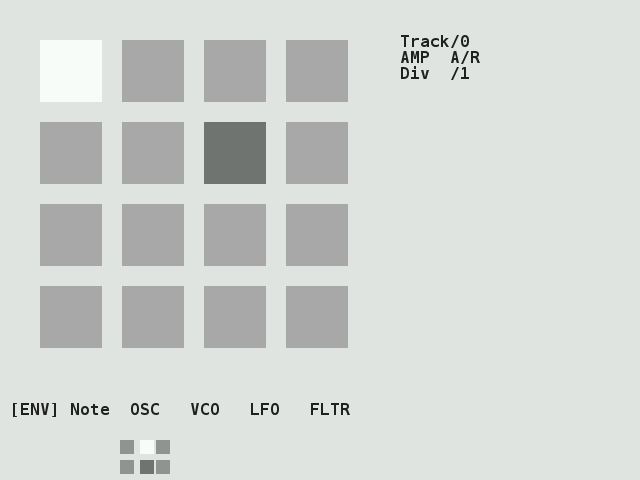 Track/0
AMP  A/R
Div  /1
[ENV] Note  OSC   VCO   LFO   FLTR